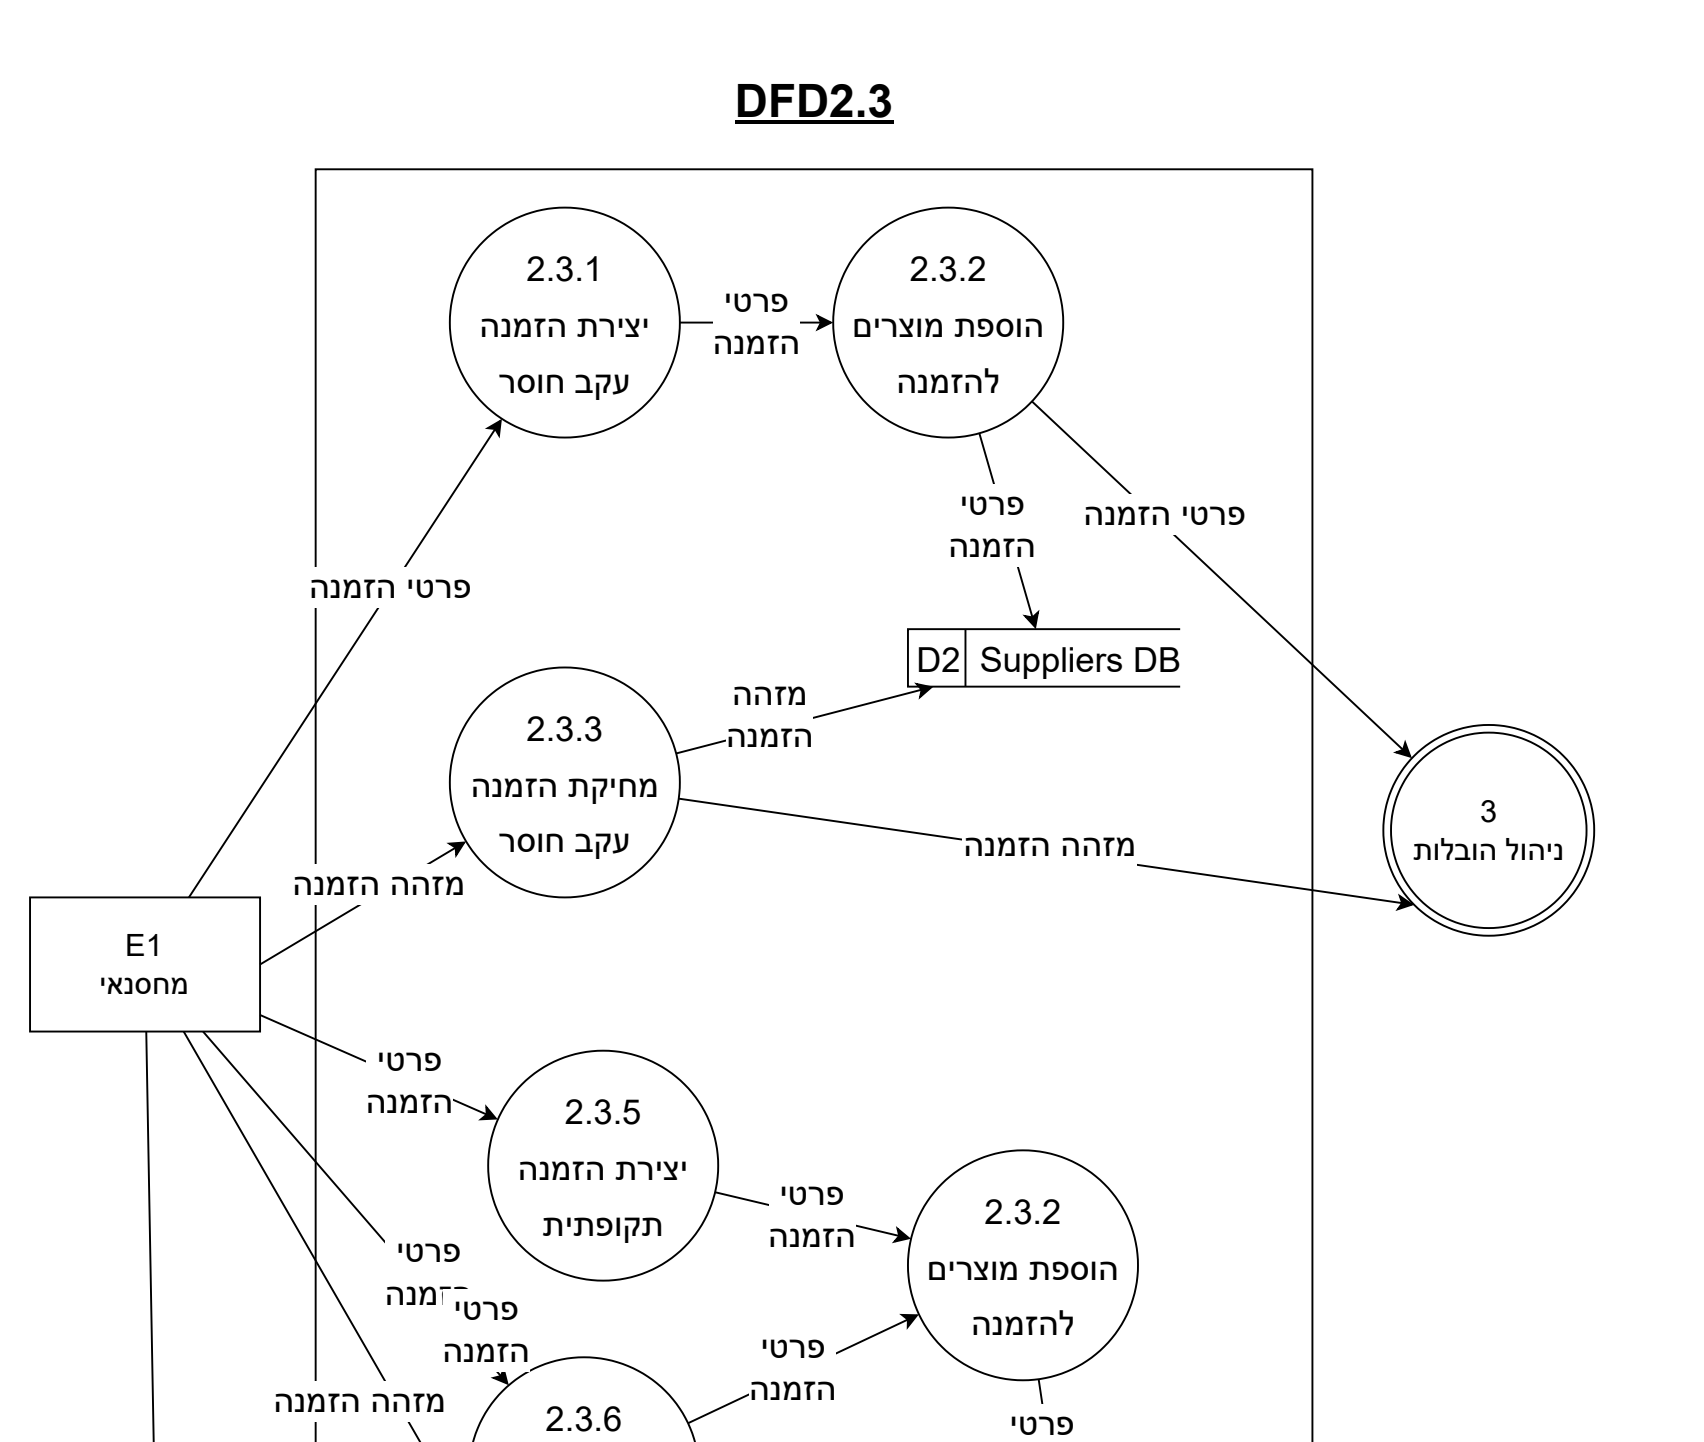 DFD2.3
2.3.1
יצירת הזמנה
עקב חוסר
פרטי
הזמנה
2.3.2
הוספת מוצרים
להזמנה
פרטי
הזמנה
פרטי הזמנה
פרטי הזמנה
D2 Suppliers DB
2.3.3
מחיקת הזמנה
עקב חוסר
מזהה
הזמנה
מזהה הזמנה
3
ניהול הובלות
מזהה הזמנה
E1
מחסנאי
פרטי
הזמנה
2.3.5
יצירת הזמנה
תקופתית
פרטי
הזמנה
2.3.2
הוספת מוצרים
להזמנה
פרטי
הזמנה
פרטי
הזמנה
פרטי
הזמנה
מזהה הזמנה
2.3.6
פרטי